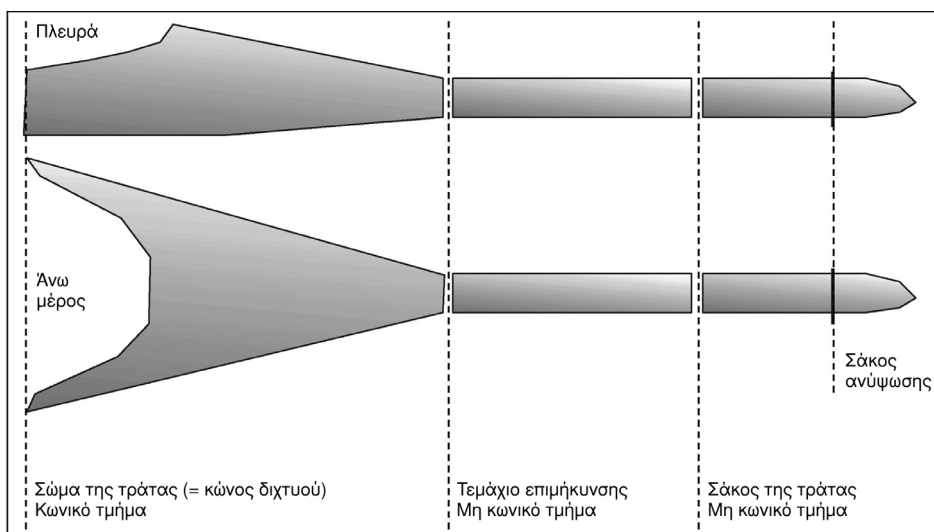 Πλευρά
Άνω
μέρος
Σάκος
ανύψωσης
Σώμα της τράτας (= κώνος διχτυού)
Κωνικό τμήμα
Τεμάχιο επιμήκυνσης
Μη κωνικό τμήμα
Σάκος της τράτας
Μη κωνικό τμήμα